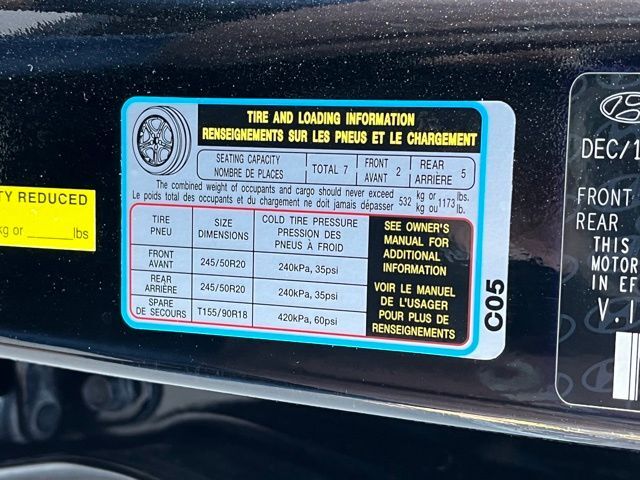 TIRE AND LOADING INFORMATION
RENSEIGNEMENTS SUR LES PNEUS ET LE CHARGEMENT
SEATING CAPACITY
NOMBRE DE PLACES
TOTAL 7
FRONT
AVANT 2
REAR
ARRIÈRE 5
The combined weight of occupants and cargo should never exceed 532 kg or 1173 lbs.
Le poids total des occupants et du chargement ne doit jamais dépasser kg ou lb.
TIRE
PNEU
SIZE
DIMENSIONS
COLD TIRE PRESSURE
PRESSION DES
PNEUS À FROID
FRONT
AVANT
245/50R20
240kPa, 35psi
REAR
ARRIÈRE
245/50R20
240kPa, 35psi
SPARE
DE SECOURS
T155/90R18
420kPa, 60psi
SEE OWNER'S
MANUAL FOR
ADDITIONAL
INFORMATION
VOIR LE MANUEL
DE L'USAGER
POUR PLUS DE
RENSEIGNEMENTS
C05
TY REDUCED
kg or ____ lbs
DEC/1
FRONT
REAR
THIS
MOTOR
IN EF
V.I